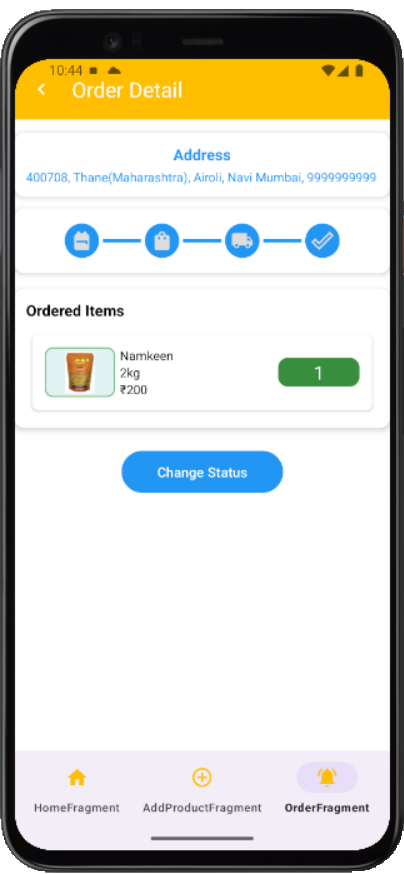 10:44
Order Detail
Address
400708, Thane(Maharashtra), Airoli, Navi Mumbai, 9999999999
Ordered Items
Namkeen
2kg
₹200
1
Change Status
HomeFragment AddProductFragment OrderFragment